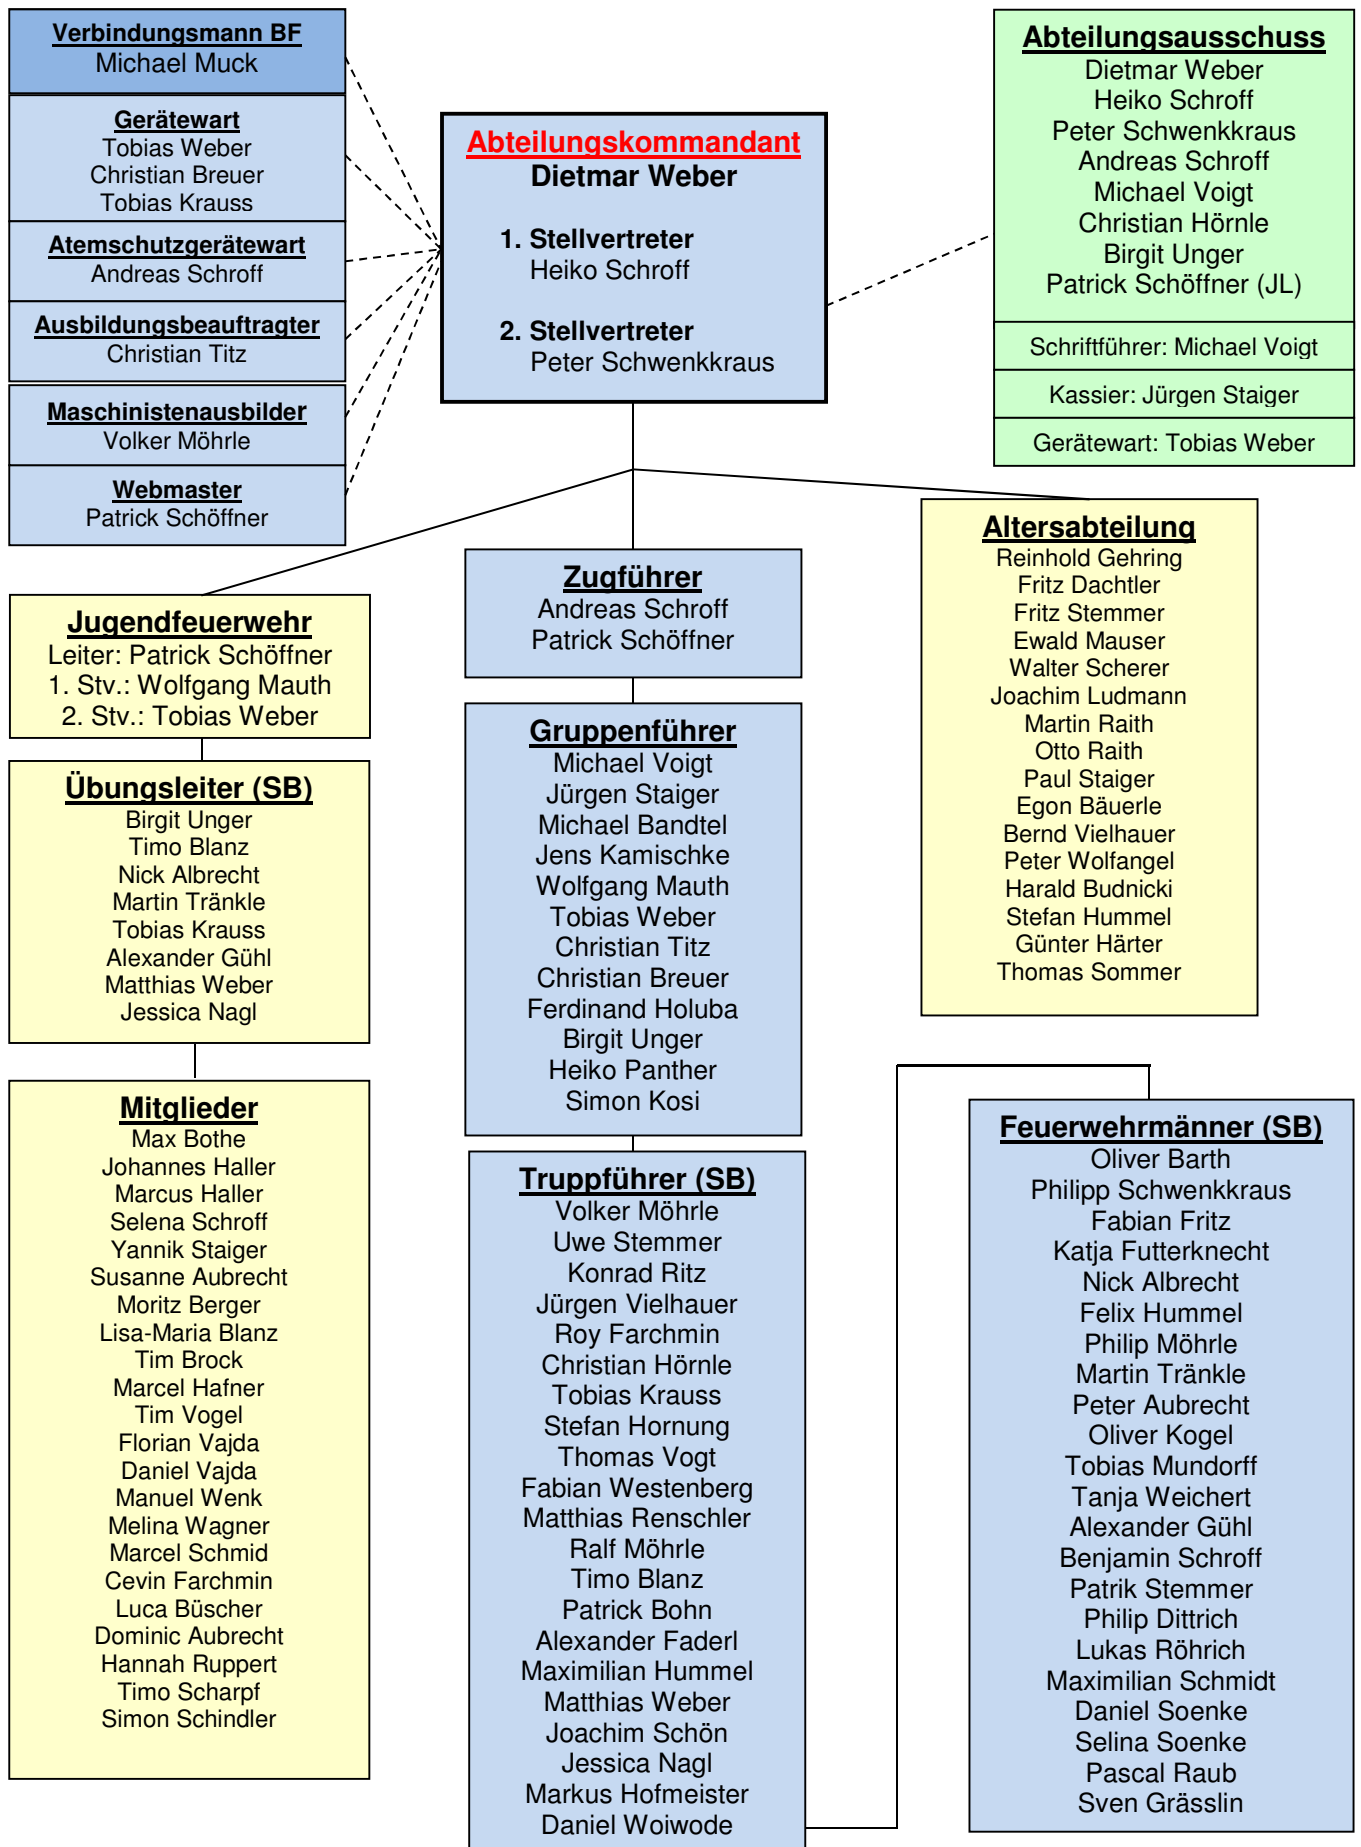 Verbindungsmann BF
Michael Muck
Gerätewart
Tobias Weber
Christian Breuer
Tobias Krauss
Atemschutzgerätewart
Andreas Schroff
Ausbildungsbeauftragter
Christian Titz
Maschinistenausbilder
Volker Möhrle
Webmaster
Patrick Schöffner
Abteilungskommandant
Dietmar Weber
1. Stellvertreter
Heiko Schroff
2. Stellvertreter
Peter Schwenkkraus
Abteilungsausschuss
Dietmar Weber
Heiko Schroff
Peter Schwenkkraus
Andreas Schroff
Michael Voigt
Christian Hörnle
Birgit Unger
Patrick Schöffner (JL)
Schriftführer: Michael Voigt
Kassier: Jürgen Staiger
Gerätewart: Tobias Weber
Jugendfeuerwehr
Leiter: Patrick Schöffner
1. Stv.: Wolfgang Mauth
2. Stv.: Tobias Weber
Übungsleiter (SB)
Birgit Unger
Timo Blanz
Nick Albrecht
Martin Tränkle
Tobias Krauss
Alexander Gühl
Matthias Weber
Jessica Nagl
Mitglieder
Max Bothe
Johannes Haller
Marcus Haller
Selena Schroff
Yannik Staiger
Susanne Aubrecht
Moritz Berger
Lisa-Maria Blanz
Tim Brock
Marcel Hafner
Tim Vogel
Florian Vajda
Daniel Vajda
Manuel Wenk
Melina Wagner
Marcel Schmid
Cevin Farchmin
Luca Büscher
Dominic Aubrecht
Hannah Ruppert
Timo Scharpf
Simon Schindler
Zugführer
Andreas Schroff
Patrick Schöffner
Gruppenführer
Michael Voigt
Jürgen Staiger
Michael Bandtel
Jens Kamischke
Wolfgang Mauth
Tobias Weber
Christian Titz
Christian Breuer
Ferdinand Holuba
Birgit Unger
Heiko Panther
Simon Kosi
Truppführer (SB)
Volker Möhrle
Uwe Stemmer
Konrad Ritz
Jürgen Vielhauer
Roy Farchmin
Christian Hörnle
Tobias Krauss
Stefan Hornung
Thomas Vogt
Fabian Westenberg
Matthias Renschler
Ralf Möhrle
Timo Blanz
Patrick Bohn
Alexander Faderl
Maximilian Hummel
Matthias Weber
Joachim Schön
Jessica Nagl
Markus Hofmeister
Daniel Woiwode
Altersabteilung
Reinhold Gehring
Fritz Dachtler
Fritz Stemmer
Ewald Mauser
Walter Scherer
Joachim Ludmann
Martin Raith
Otto Raith
Paul Staiger
Egon Bäuerle
Bernd Vielhauer
Peter Wolfangel
Harald Budnicki
Stefan Hummel
Günter Härter
Thomas Sommer
Feuerwehrmänner (SB)
Oliver Barth
Philipp Schwenkkraus
Fabian Fritz
Katja Futterknecht
Nick Albrecht
Felix Hummel
Philip Möhrle
Martin Tränkle
Peter Aubrecht
Oliver Kogel
Tobias Mundorff
Tanja Weichert
Alexander Gühl
Benjamin Schroff
Patrik Stemmer
Philip Dittrich
Lukas Röhrich
Maximilian Schmidt
Daniel Soenke
Selina Soenke
Pascal Raub
Sven Grässlin